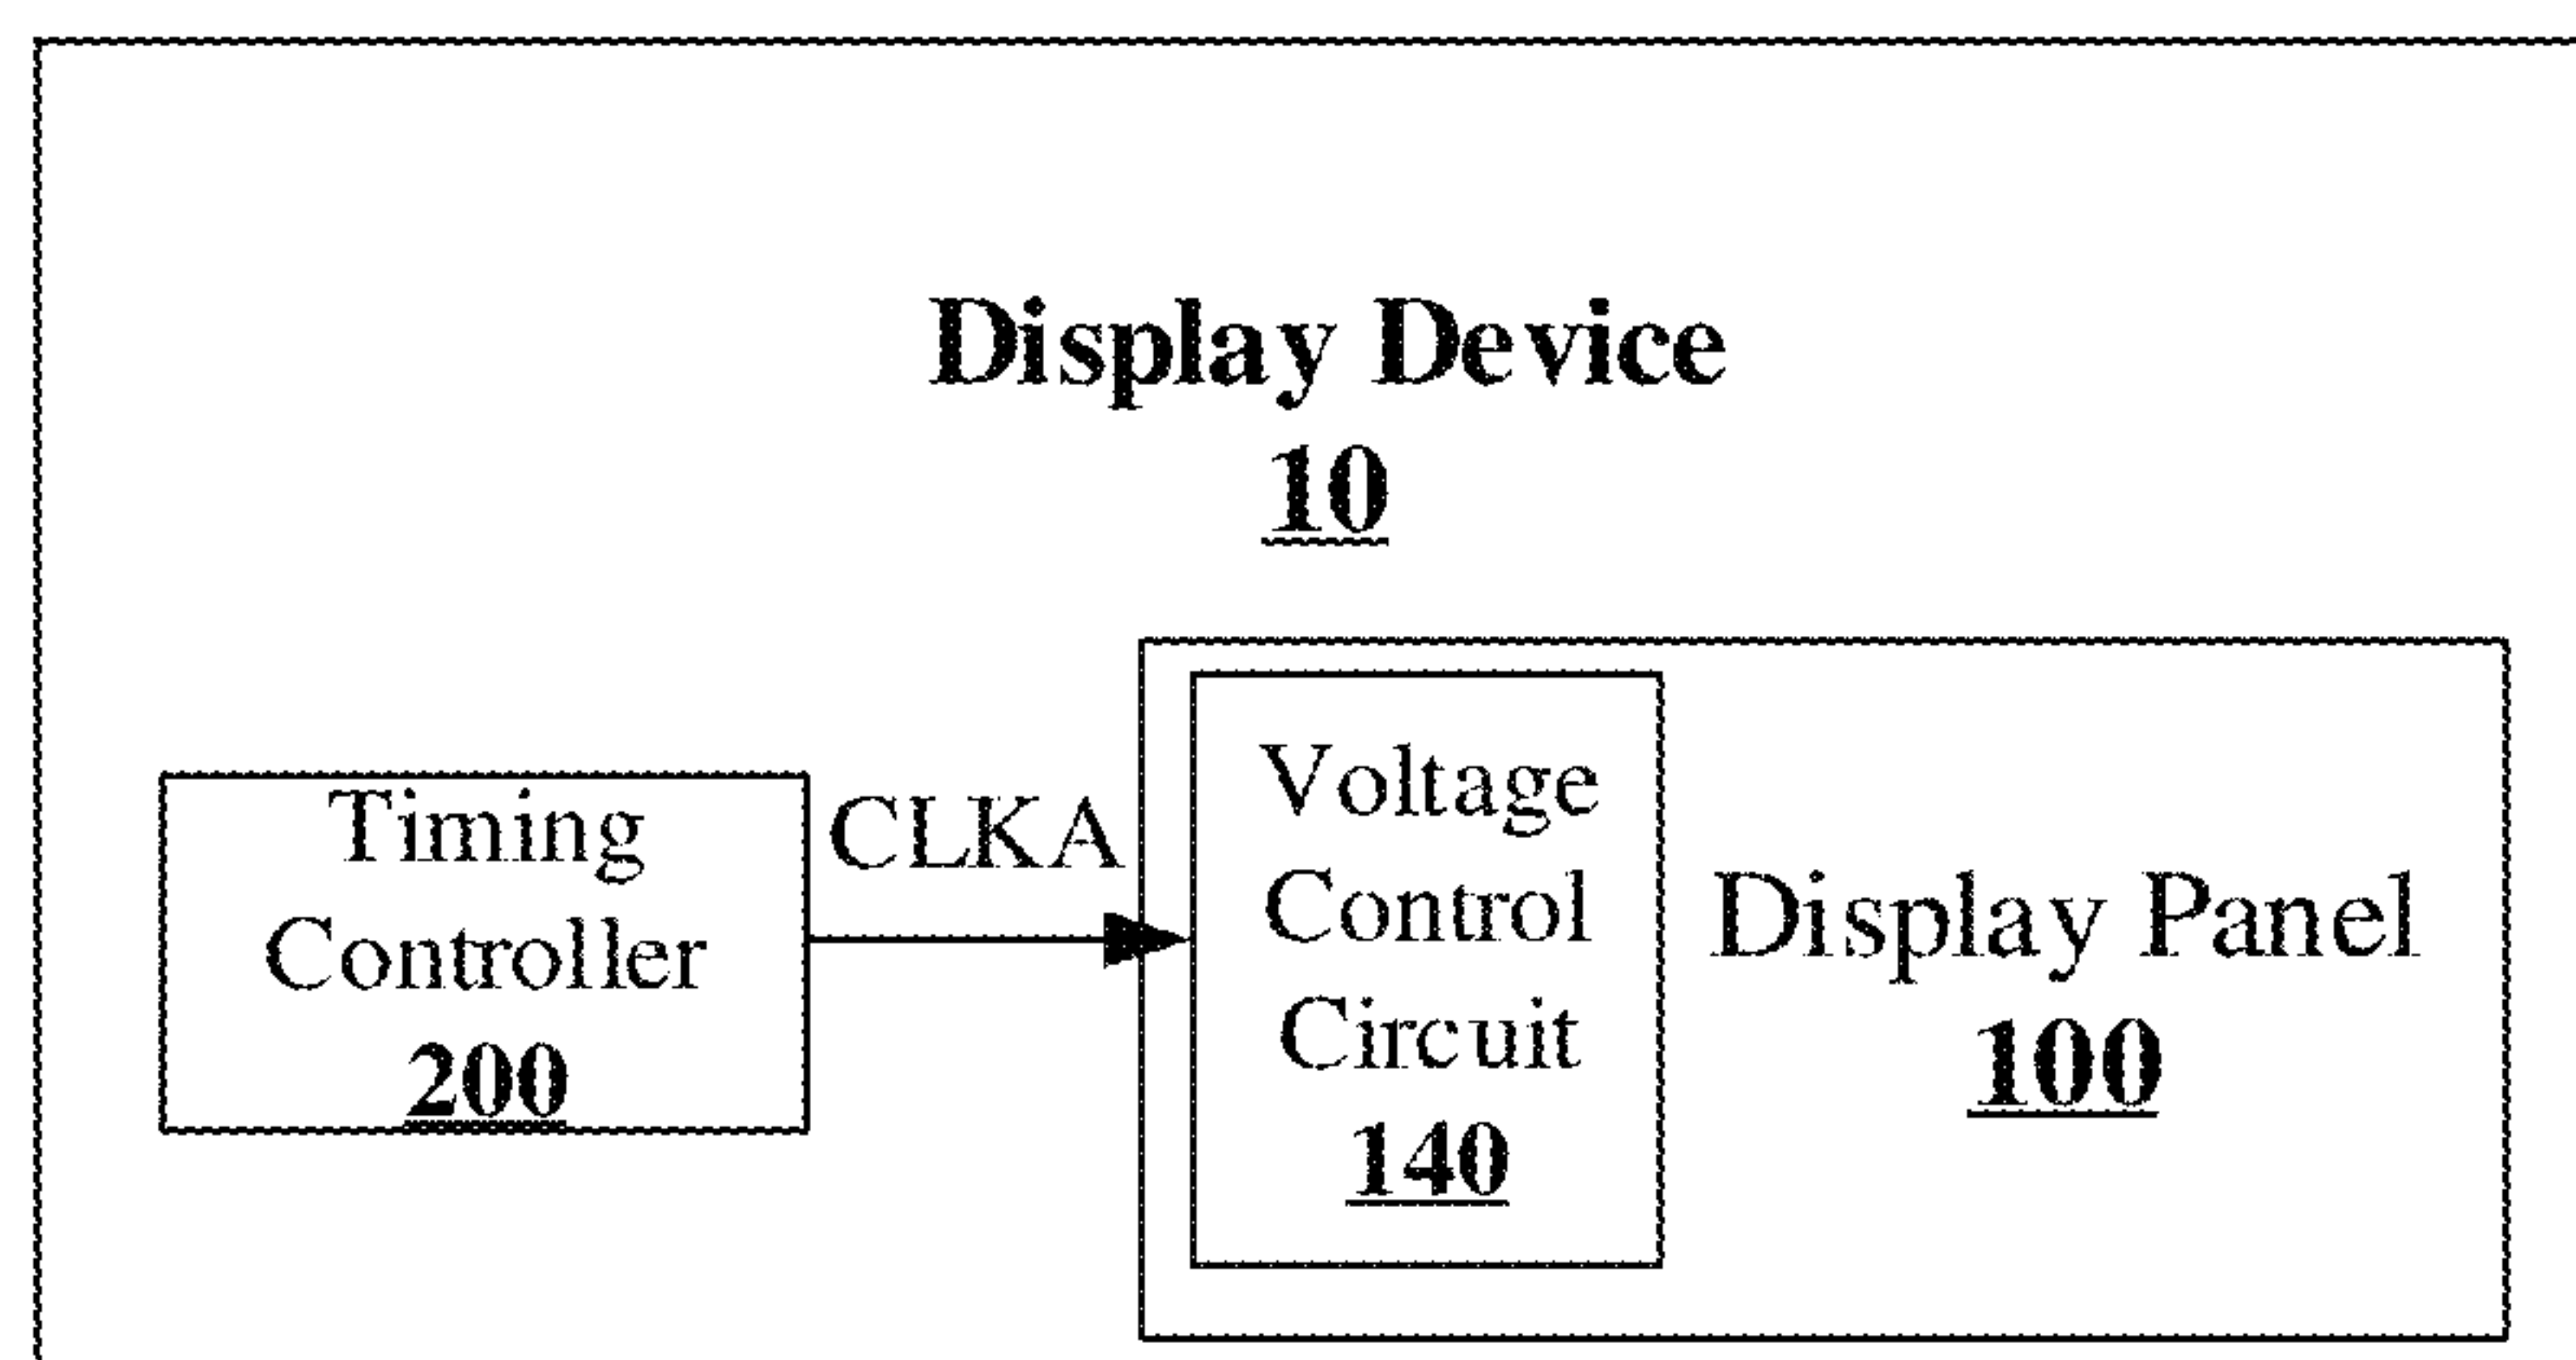 Display Device
10
Timing
Controller
200
CLKA
Voltage
Control
Circuit
140
Display Panel
100